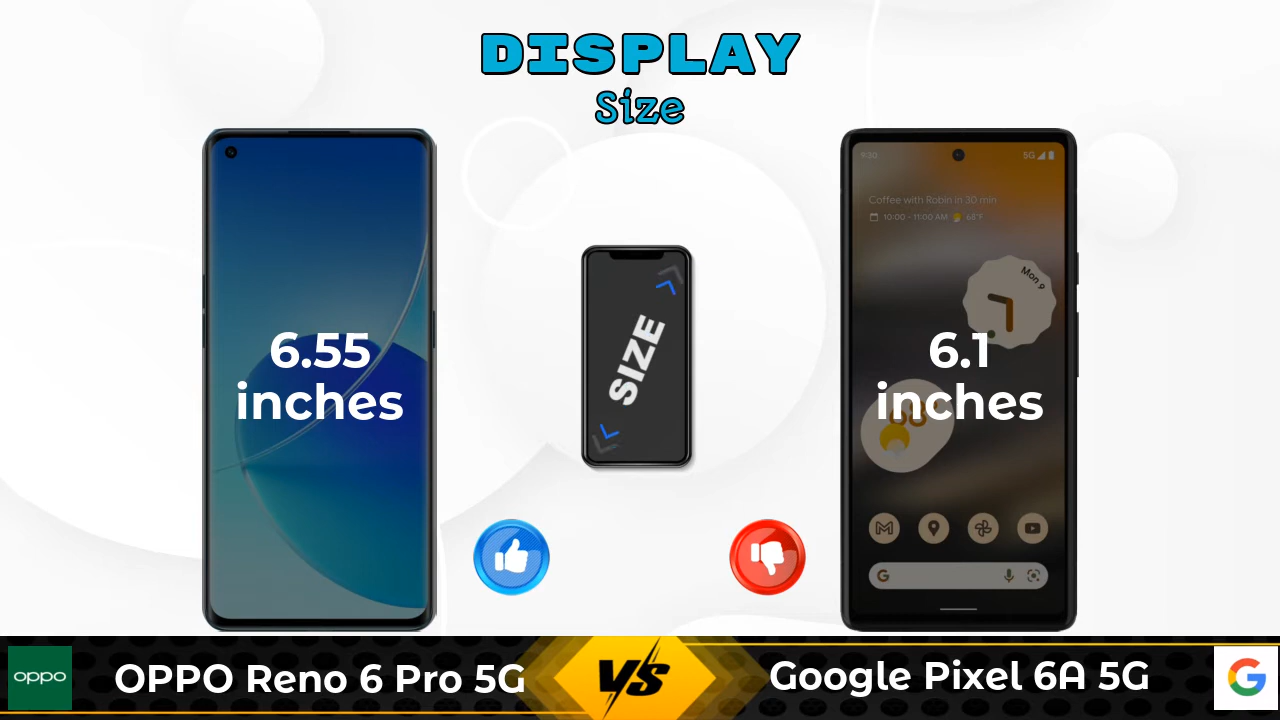 DISPLAY
Size
6.55
inches
SIZE
9:30
5G
Coffee with Robin in 30 min
10:00 - 11:00 AM
65°F
Mon 9
6.1
inches
oppo
OPPO Reno 6 Pro 5G
VS
Google Pixel 6A 5G
G